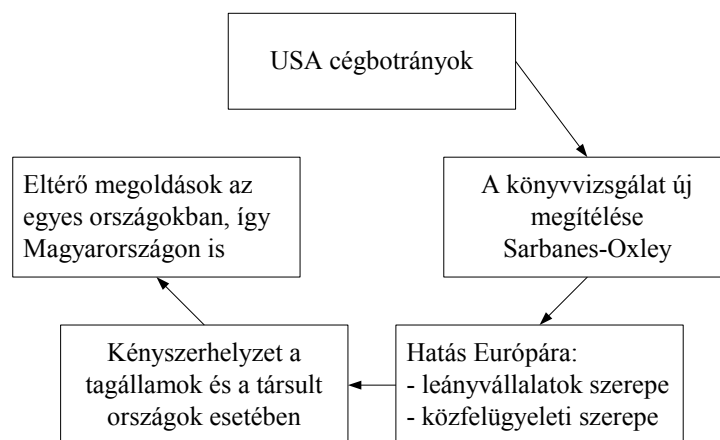 USA cégbotrányok
A könyvvizsgálat új
megítélése
Sarbanes-Oxley
Hatás Európára:
- leányvállalatok szerepe
- közfelügyeleti szerepe
Kényszerhelyzet a
tagállamok és a társult
országok esetében
Eltérő megoldások az
egyes országokban, így
Magyarországon is